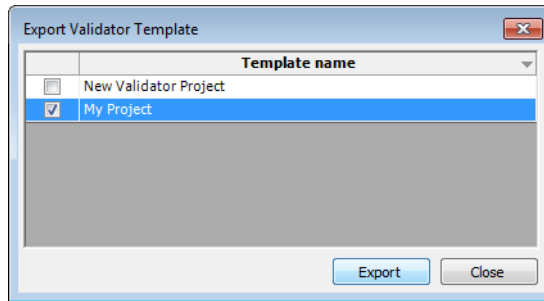 Export Validator Template
Template name
New Validator Project
My Project
Export Close